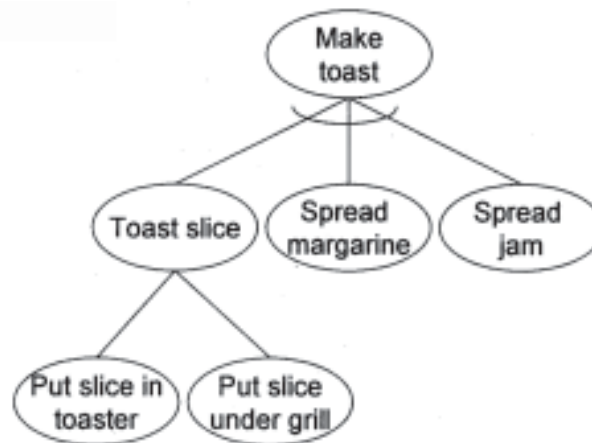 Make
toast
Toast slice
Spread
margarine
Spread
jam
Put slice in
toaster
Put slice
under grill